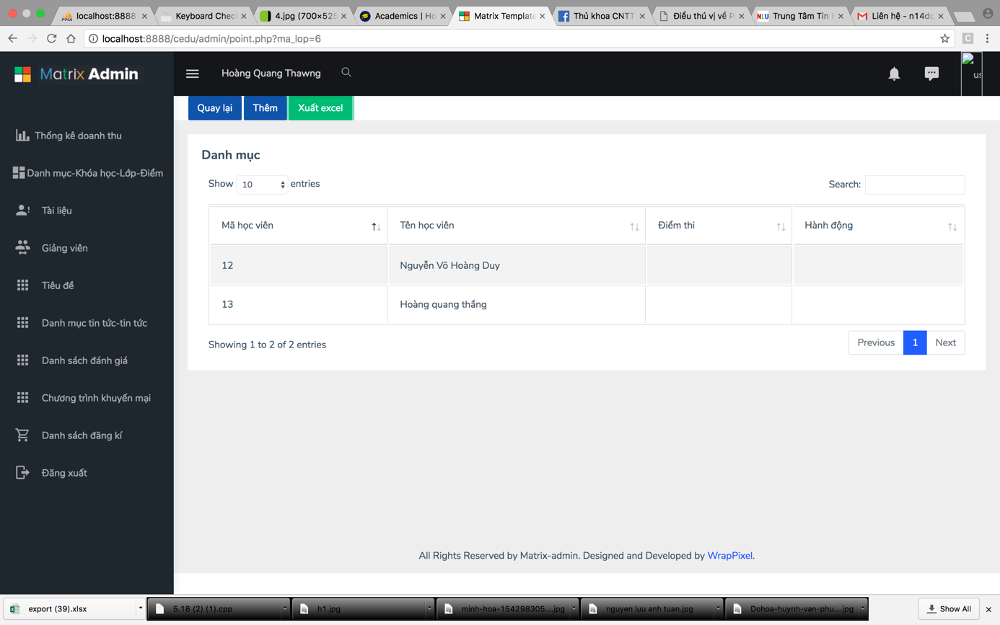 localhost:8888 Keyboard Chec 4.jpg (700×525 Academics | Ho Matrix Template Thủ khoa CNTT Điều thú vị về P NLU Trung Tâm Tin H Liên hệ - n14dc
localhost:8888/cedu/admin/point.php?ma_lop=6
Matrix Admin
Hoàng Quang Thawng
us
Quay lại Thêm Xuất excel
Thống kê doanh thu
Danh mục-Khóa học-Lớp-Điểm
Tài liệu
Giảng viên
Tiêu đề
Danh mục tin tức-tin tức
Danh sách đánh giá
Chương trình khuyến mại
Danh sách đăng kí
Đăng xuất
Danh mục
Show 10 entries Search:
Mã học viên Tên học viên Điểm thi Hành động
12 Nguyễn Võ Hoàng Duy
13 Hoàng quang thắng
Showing 1 to 2 of 2 entries Previous 1 Next
All Rights Reserved by Matrix-admin. Designed and Developed by WrapPixel.
export (39).xlsx 5.18 (2) (1).cpp h1.jpg minh-hoa-154298305....jpg nguyen luu anh tuan.jpg Dohoa-huynh-van-phu....jpg Show All